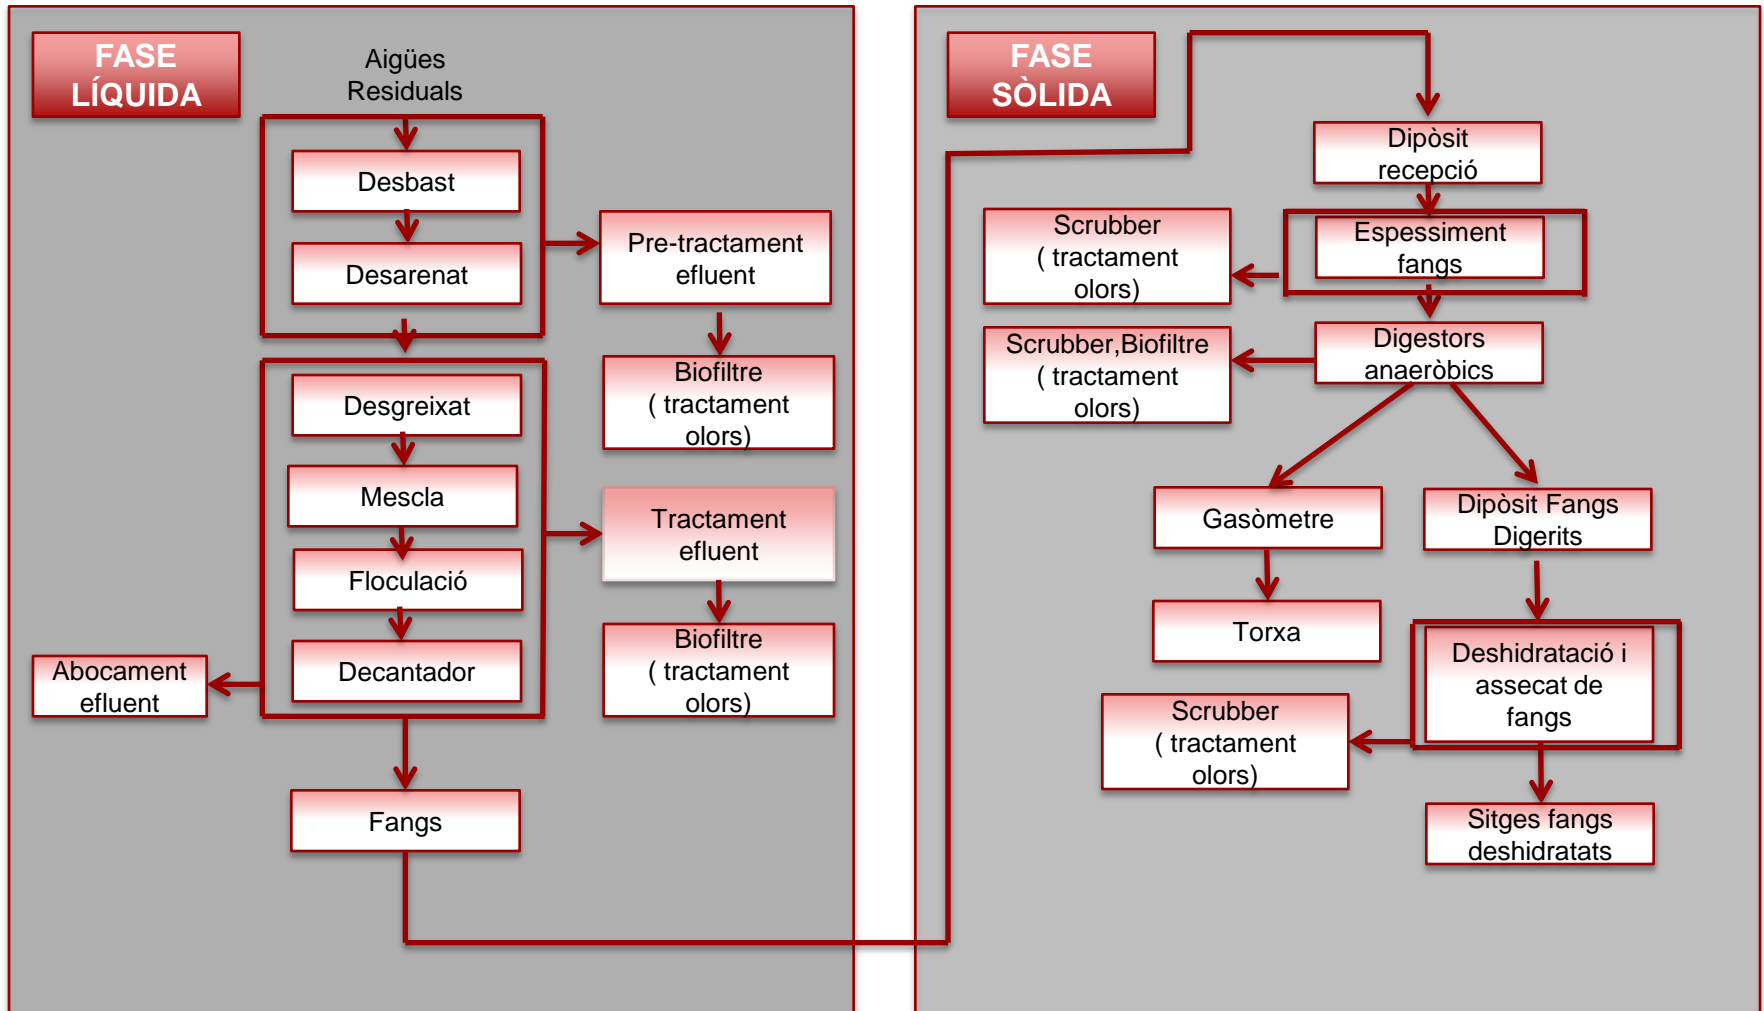 FASE
LÍQUIDA
Aigües
Residuals
Desbast
Desarenat
Pre-tractament
efluent
Biofiltre
( tractament
olors)
Desgreixat
Mescla
Floculació
Decantador
Tractament
efluent
Biofiltre
( tractament
olors)
Abocament
efluent
Fangs
FASE
SÒLIDA
Dipòsit
recepció
Scrubber
( tractament
olors)
Espessiment
fangs
Scrubber,Biofiltre
( tractament
olors)
Digestors
anaeròbics
Gasòmetre
Dipòsit Fangs
Digerits
Torxa
Deshidratació i
assecat de
fangs
Scrubber
( tractament
olors)
Sitges fangs
deshidratats